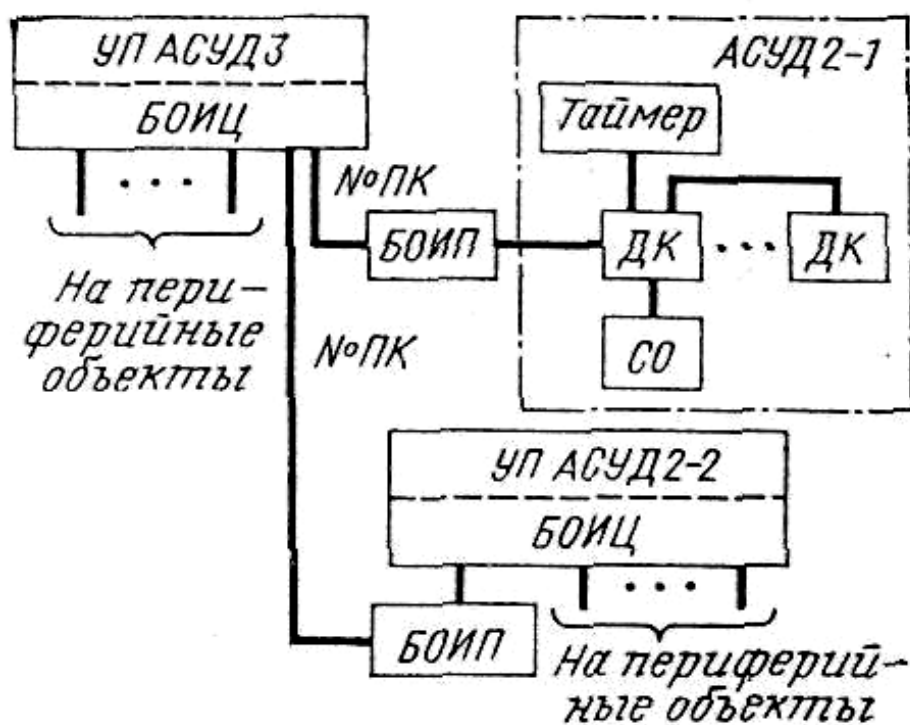 УП АСУД3
БОИЦ
• • •
На пери-
ферийные
объекты
№ПК
№ПК
БОИП
АСУД2-1
Таймер
ДК • • • ДК
СО
УП АСУД2-2
БОИЦ
• • •
БОИП
На периферий-
ные объекты